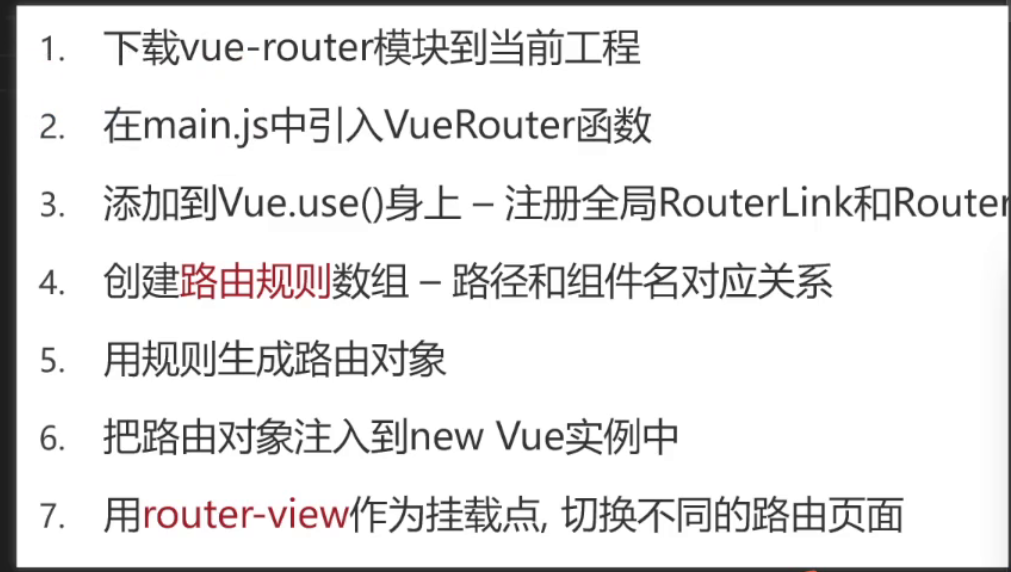 1. 下载vue-router模块到当前工程
2. 在main.js中引入VueRouter函数
3. 添加到Vue.use()身上 – 注册全局RouterLink和Router
4. 创建路由规则数组 – 路径和组件名对应关系
5. 用规则生成路由对象
6. 把路由对象注入到new Vue实例中
7. 用router-view作为挂载点, 切换不同的路由页面